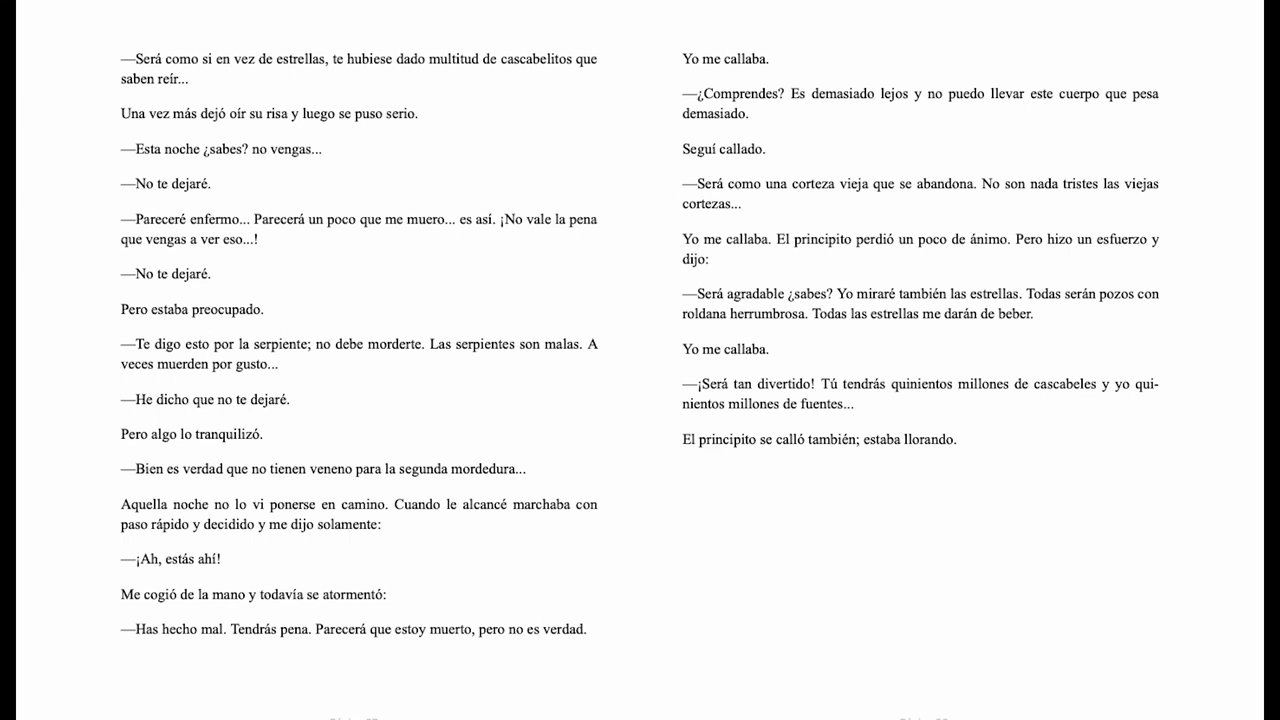 —Será como si en vez de estrellas, te hubiese dado multitud de cascabelitos que
saben reír...
Una vez más dejó oír su risa y luego se puso serio.
—Esta noche ¿sabes? no vengas...
—No te dejaré.
—Pareceré enfermo... Parecerá un poco que me muero... es así. ¡No vale la pena
que vengas a ver eso...!
—No te dejaré.
Pero estaba preocupado.
—Te digo esto por la serpiente; no debe morderte. Las serpientes son malas. A
veces muerden por gusto...
—He dicho que no te dejaré.
Pero algo lo tranquilizó.
—Bien es verdad que no tienen veneno para la segunda mordedura...
Aquella noche no lo vi ponerse en camino. Cuando le alcancé marchaba con
paso rápido y decidido y me dijo solamente:
—¡Ah, estás ahí!
Me cogió de la mano y todavía se atormentó:
—Has hecho mal. Tendrás pena. Parecerá que estoy muerto, pero no es verdad.
Yo me callaba.
—¿Comprendes? Es demasiado lejos y no puedo llevar este cuerpo que pesa
demasiado.
Seguí callado.
—Será como una corteza vieja que se abandona. No son nada tristes las viejas
cortezas...
Yo me callaba. El principito perdió un poco de ánimo. Pero hizo un esfuerzo y
dijo:
—Será agradable ¿sabes? Yo miraré también las estrellas. Todas serán pozos con
roldana herrumbrosa. Todas las estrellas me darán de beber.
Yo me callaba.
—¡Será tan divertido! Tú tendrás quinientos millones de cascabeles y yo qui-
nientos millones de fuentes...
El principito se calló también; estaba llorando.